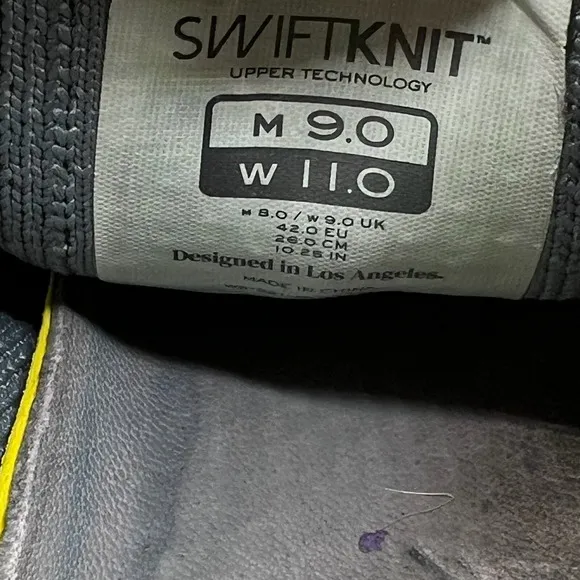 SWIFTKNIT™
UPPER TECHNOLOGY
M 9.0
W 11.0
M 8.0 / W 9.0 UK
42.0 EU
26.0 CM
10.25 IN
Designed in Los Angeles.
MADE IN CHINA